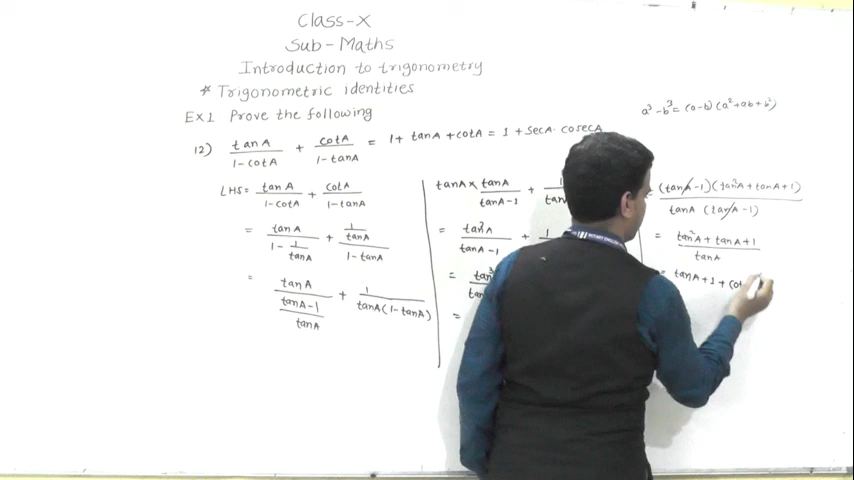 Class-X
Sub-Maths
Introduction to trigonometry
* Trigonometric identities
Ex 1 Prove the following
a³-b³=(a-b)(a²+ab+b²)
12) tanA/(1-cotA) + cotA/(1-tanA) = 1+tanA+cotA = 1+secA·cosecA
LHS = tanA/(1-cotA) + cotA/(1-tanA)
= tanA/(1-1/tanA) + (1/tanA)/(1-tanA)
= tanA/((tanA-1)/tanA) + 1/(tanA(1-tanA))
tanA × tanA/(tanA-1) + 
= tan²A/(tanA-1) + 
=
=
= (tanA-1)(tan²A+tanA+1)/(tanA(tanA-1))
= (tan²A+tanA+1)/tanA
= tanA+1+cot